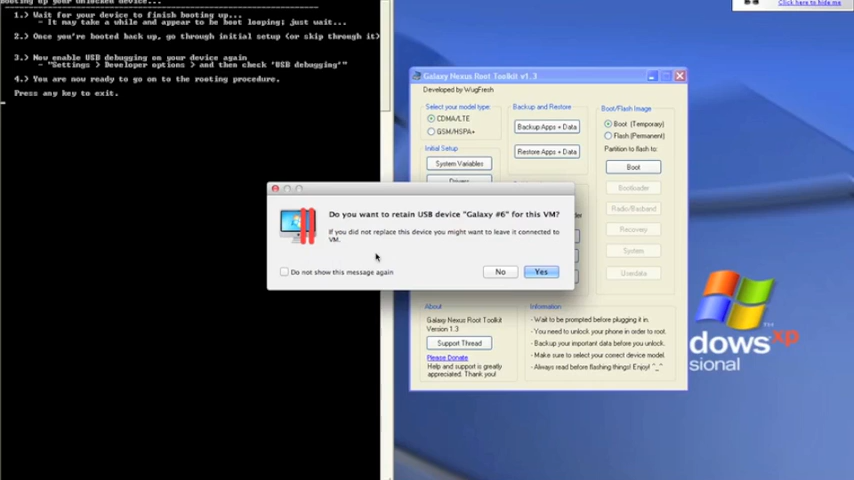 ooting up your unlocked device...
1.) Wait for your device to finish booting up...
- It may take a while and appear to be boot looping; just wait...
2.) Once you're booted back up, go through initial setup (or skip through it)
3.) Now enable USB debugging on your device again
- "Settings > Developer options > and then check 'USB debugging'"
4.) You are now ready to go on to the rooting procedure.
Press any key to exit.
Click here to hide me
Galaxy Nexus Root Toolkit v1.3
Developed by WugFresh
Select your model type:
CDMA/LTE
GSM/HSPA+
Initial Setup
System Variables
Drivers
Backup and Restore
Backup Apps + Data
Restore Apps + Data
Boot/Flash Image
Boot (Temporary)
Flash (Permanent)
Partition to flash to:
Boot
Bootloader
Radio/Baseband
Recovery
System
Userdata
Do you want to retain USB device "Galaxy #6" for this VM?
If you did not replace this device you might want to leave it connected to
VM.
Do not show this message again
No
Yes
About
Galaxy Nexus Root Toolkit
Version 1.3
Support Thread
Please Donate
Help and support is greatly
appreciated. Thank you!
Information
- Wait to be prompted before plugging it in.
- You need to unlock your phone in order to root.
- Backup your important data before you unlock.
- Make sure to select your correct device model.
- Always read before flashing things! Enjoy! ^_^
dows xp
sional